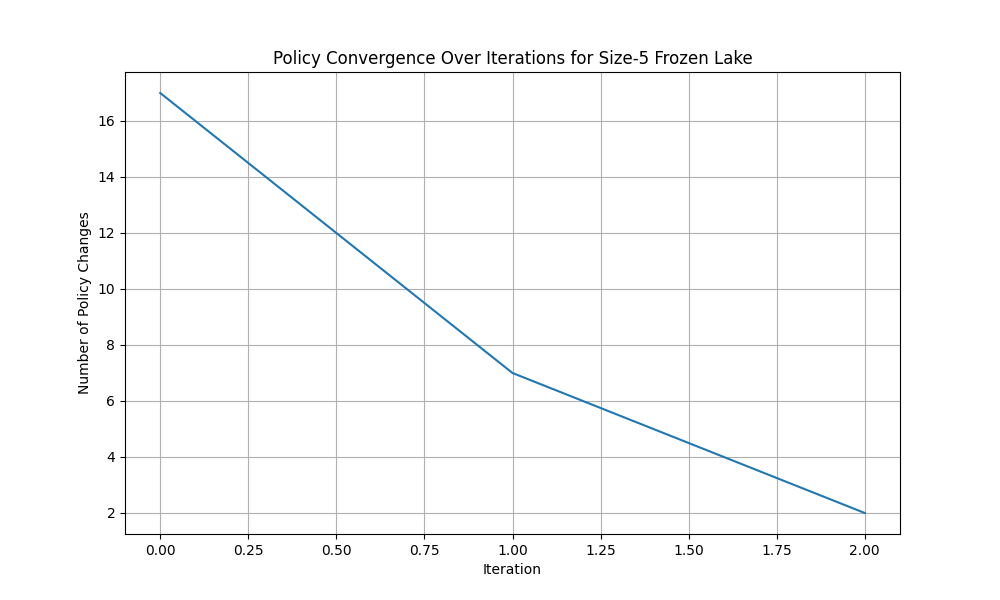 Policy Convergence Over Iterations for Size-5 Frozen Lake
Number of Policy Changes
16
14
12
10
8
6
4
2
0.00 0.25 0.50 0.75 1.00 1.25 1.50 1.75 2.00
Iteration